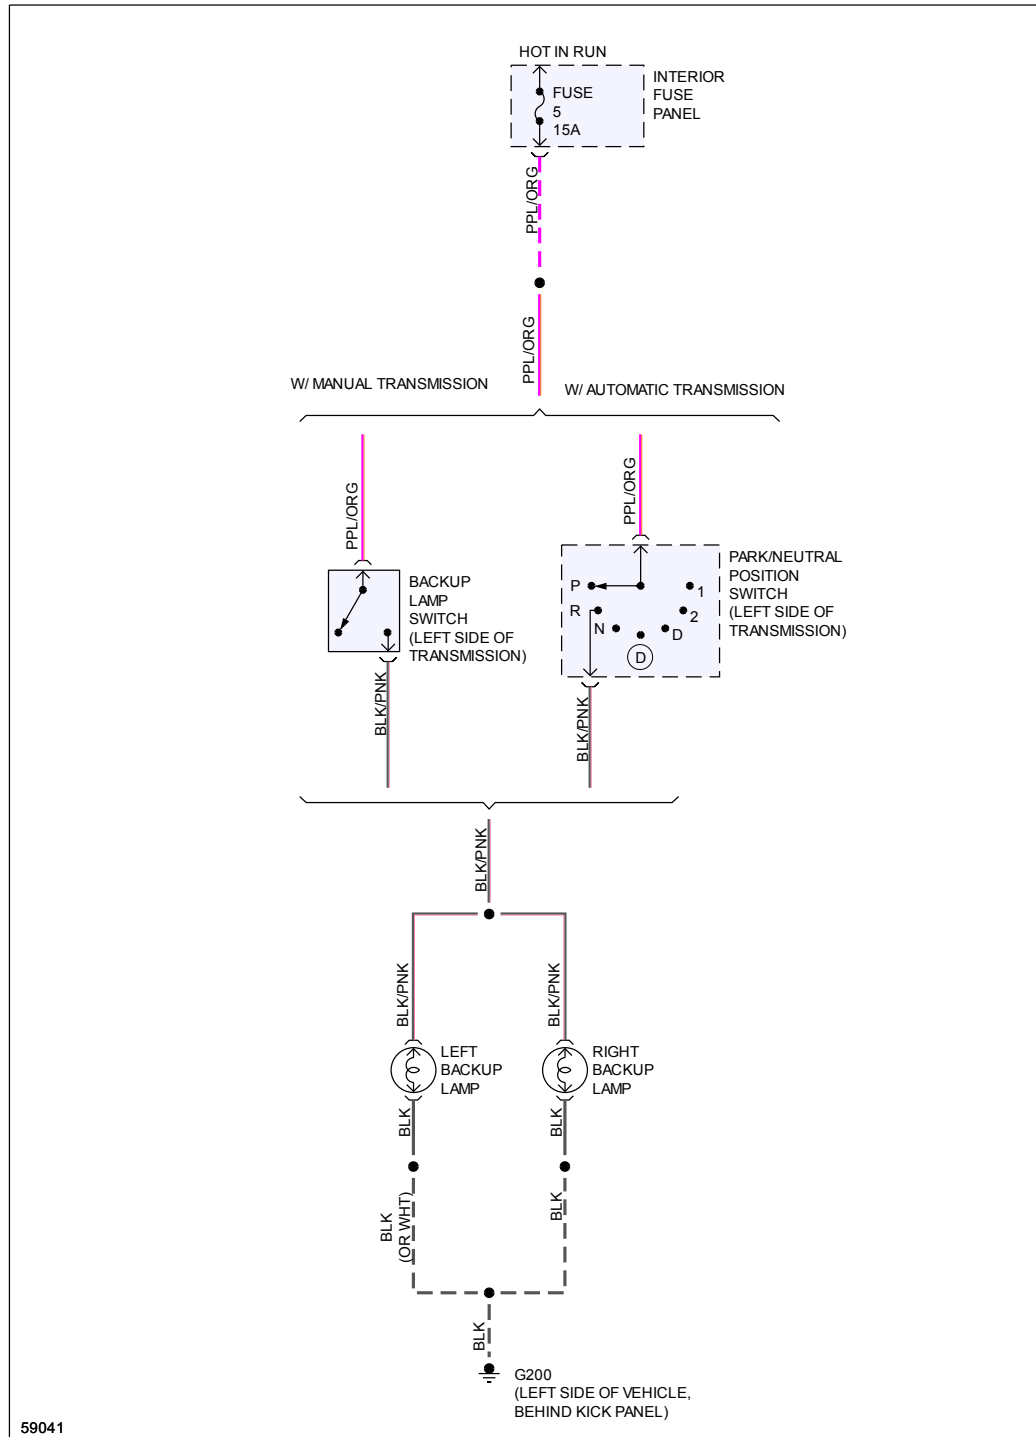 HOT IN RUN
FUSE
5
15A
INTERIOR
FUSE
PANEL
PPL/ORG
PPL/ORG
W/ MANUAL TRANSMISSION
W/ AUTOMATIC TRANSMISSION
PPL/ORG
PPL/ORG
BACKUP
LAMP
SWITCH
(LEFT SIDE OF
TRANSMISSION)
P
R
N
D
D
2
1
PARK/NEUTRAL
POSITION
SWITCH
(LEFT SIDE OF
TRANSMISSION)
BLK/PNK
BLK/PNK
BLK/PNK
BLK/PNK
BLK/PNK
LEFT
BACKUP
LAMP
RIGHT
BACKUP
LAMP
BLK
BLK
BLK
(OR WHT)
BLK
BLK
G200
(LEFT SIDE OF VEHICLE,
BEHIND KICK PANEL)
59041